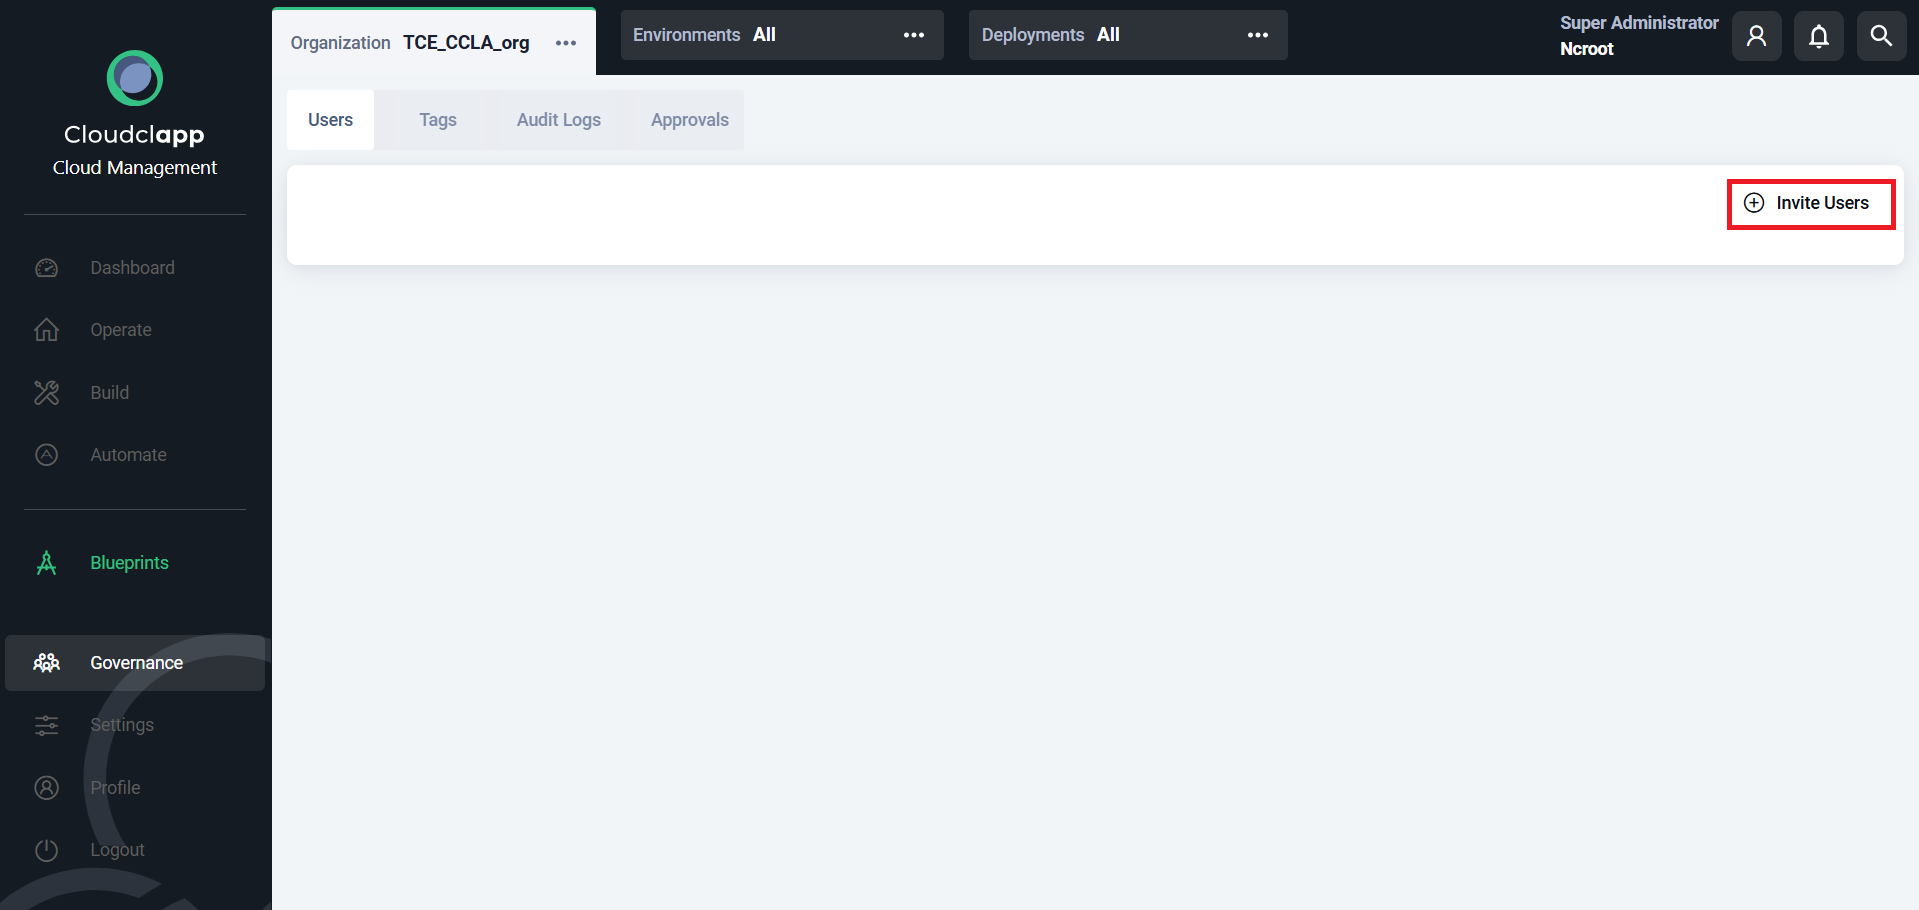 Cloudclapp
Cloud Management
Dashboard
Operate
Build
Automate
Blueprints
Governance
Settings
Profile
Logout
Organization TCE_CCLA_org
Environments All
Deployments All
Super Administrator
Ncroot
Users Tags Audit Logs Approvals
Invite Users